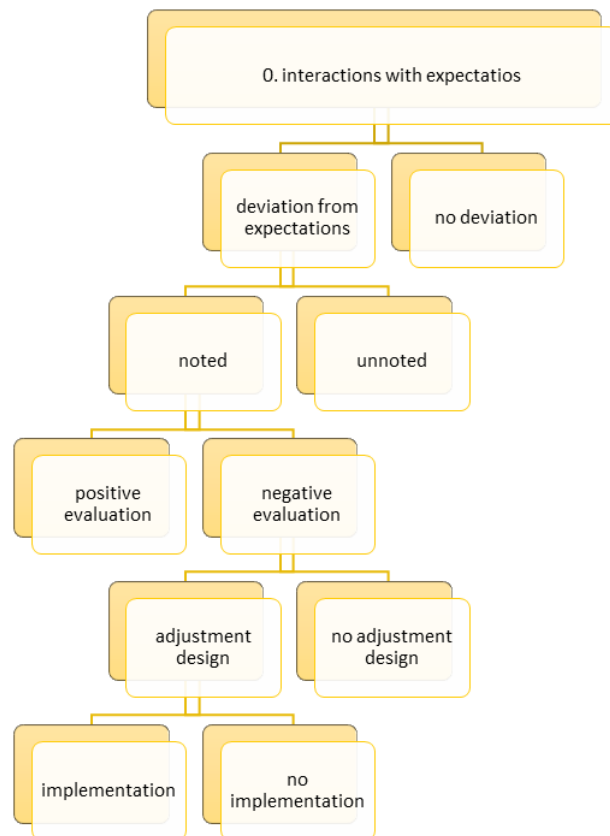 0. interactions with expectatios
deviation from
expectations
no deviation
noted
unnoted
positive
evaluation
negative
evaluation
adjustment
design
no adjustment
design
implementation
no
implementation